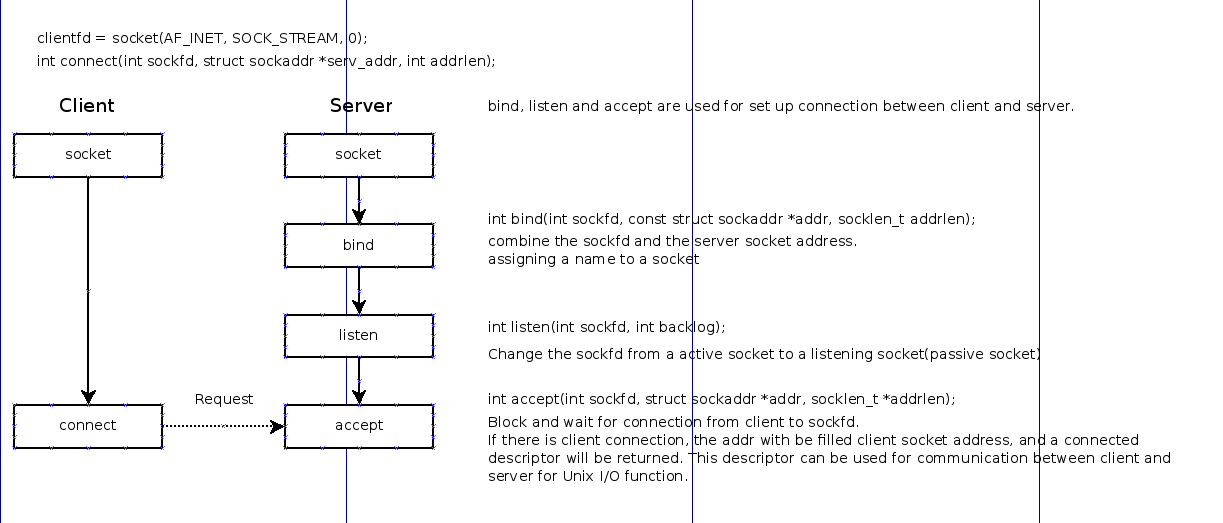 clientfd = socket(AF_INET, SOCK_STREAM, 0);
int connect(int sockfd, struct sockaddr *serv_addr, int addrlen);
Client
Server
bind, listen and accept are used for set up connection between client and server.
socket
socket
int bind(int sockfd, const struct sockaddr *addr, socklen_t addrlen);
bind
combine the sockfd and the server socket address.
assigning a name to a socket
int listen(int sockfd, int backlog);
listen
Change the sockfd from a active socket to a listening socket(passive socket)
Request
int accept(int sockfd, struct sockaddr *addr, socklen_t *addrlen);
connect
accept
Block and wait for connection from client to sockfd.
If there is client connection, the addr with be filled client socket address, and a connected
descriptor will be returned. This descriptor can be used for communication between client and
server for Unix I/O function.